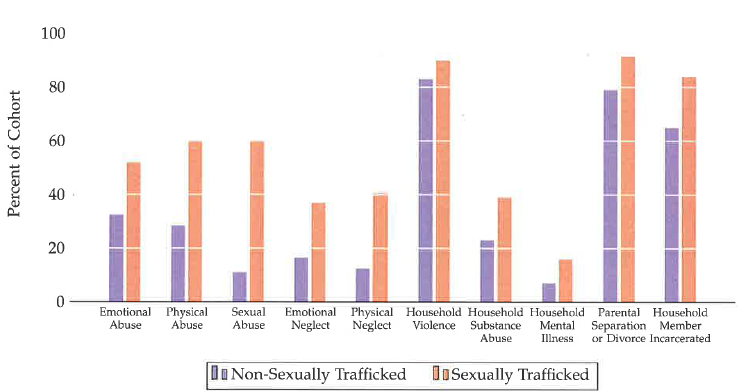 100
80
60
40
20
0
Percent of Cohort
Emotional Abuse
Physical Abuse
Sexual Abuse
Emotional Neglect
Physical Neglect
Household Violence
Household Substance Abuse
Household Mental Illness
Parental Separation or Divorce
Household Member Incarcerated
Non-Sexually Trafficked
Sexually Trafficked